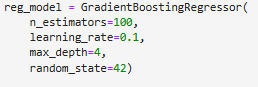 reg_model = GradientBoostingRegressor(
    n_estimators=100,
    learning_rate=0.1,
    max_depth=4,
    random_state=42)